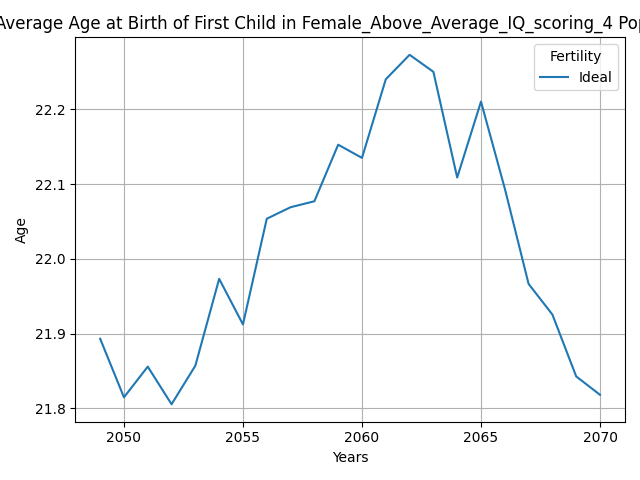 Average Age at Birth of First Child in Female_Above_Average_IQ_scoring_4 Pop
Fertility
Ideal
22.2
22.1
22.0
21.9
21.8
Age
2050 2055 2060 2065 2070
Years